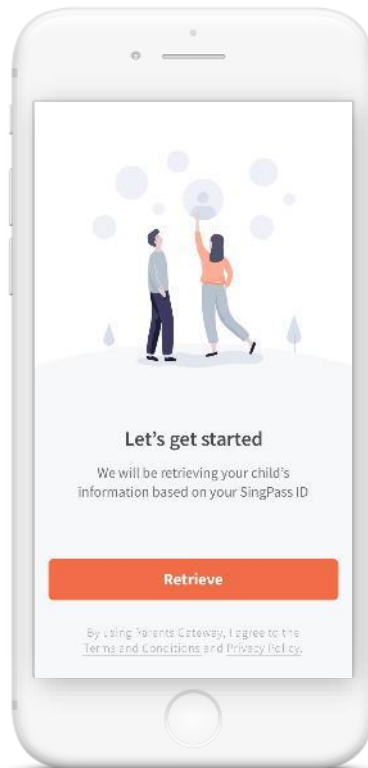 Let's get started
We will be retrieving your child's
information based on your SingPass ID
Retrieve
By using Parents Gateway, I agree to the
Terms and Conditions and Privacy Policy.